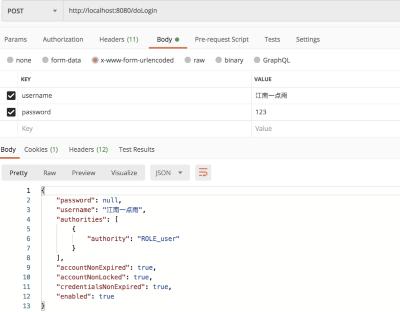 POST http://localhost:8080/doLogin
Params Authorization Headers (11) Body Pre-request Script Tests Settings
none form-data x-www-form-urlencoded raw binary GraphQL
KEY VALUE
username 江南一点雨
password 123
Key Value
Body Cookies (1) Headers (12) Test Results
Pretty Raw Preview Visualize JSON
1 {
2 "password": null,
3 "username": "江南一点雨",
4 "authorities": [
5 {
6 "authority": "ROLE_user"
7 }
8 ],
9 "accountNonExpired": true,
10 "accountNonLocked": true,
11 "credentialsNonExpired": true,
12 "enabled": true
13 }